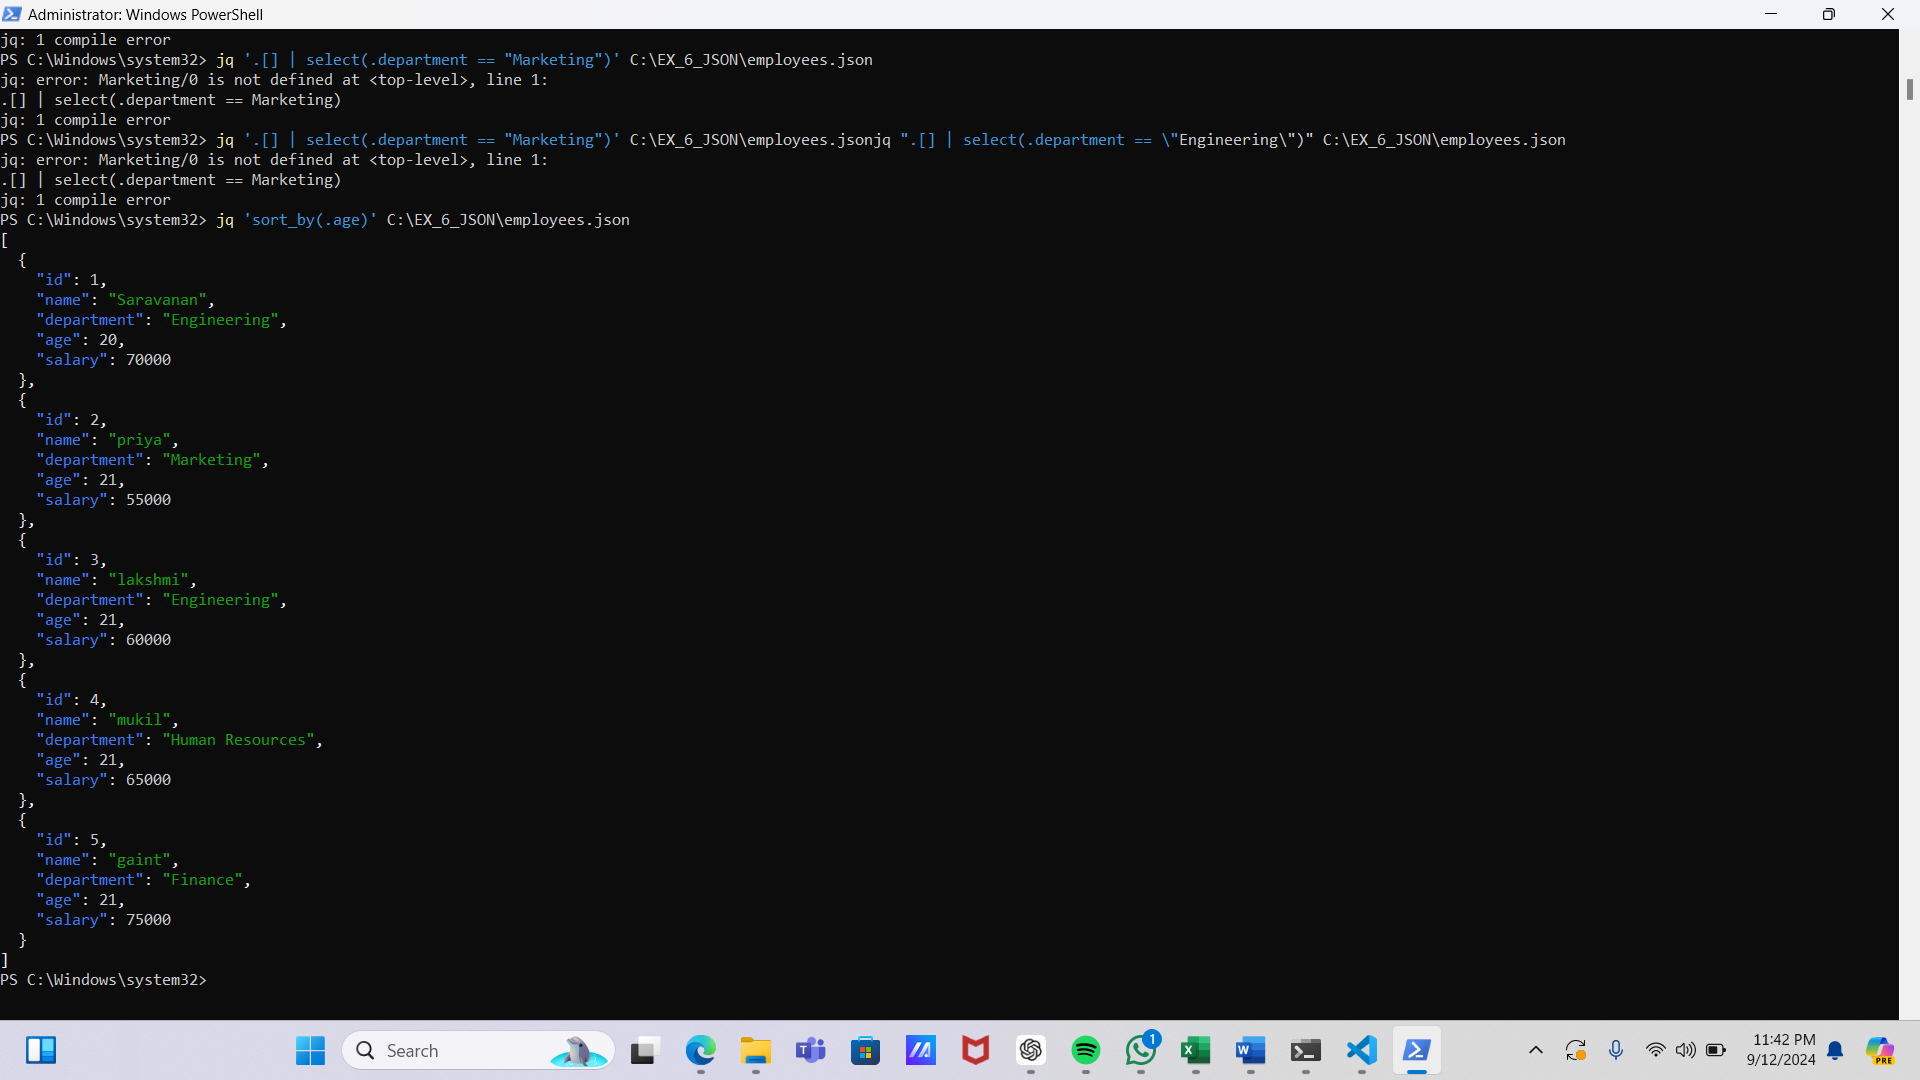 Administrator: Windows PowerShell
jq: 1 compile error
PS C:\Windows\system32> jq '.[] | select(.department == "Marketing")' C:\EX_6_JSON\employees.json
jq: error: Marketing/0 is not defined at <top-level>, line 1:
.[] | select(.department == Marketing)
jq: 1 compile error
PS C:\Windows\system32> jq '.[] | select(.department == "Marketing")' C:\EX_6_JSON\employees.jsonjq ".[] | select(.department == \"Engineering\")" C:\EX_6_JSON\employees.json
jq: error: Marketing/0 is not defined at <top-level>, line 1:
.[] | select(.department == Marketing)
jq: 1 compile error
PS C:\Windows\system32> jq 'sort_by(.age)' C:\EX_6_JSON\employees.json
[
  {
    "id": 1,
    "name": "Saravanan",
    "department": "Engineering",
    "age": 20,
    "salary": 70000
  },
  {
    "id": 2,
    "name": "priya",
    "department": "Marketing",
    "age": 21,
    "salary": 55000
  },
  {
    "id": 3,
    "name": "lakshmi",
    "department": "Engineering",
    "age": 21,
    "salary": 60000
  },
  {
    "id": 4,
    "name": "mukil",
    "department": "Human Resources",
    "age": 21,
    "salary": 65000
  },
  {
    "id": 5,
    "name": "gaint",
    "department": "Finance",
    "age": 21,
    "salary": 75000
  }
]
PS C:\Windows\system32>
Search
1
11:42 PM
9/12/2024
PRE